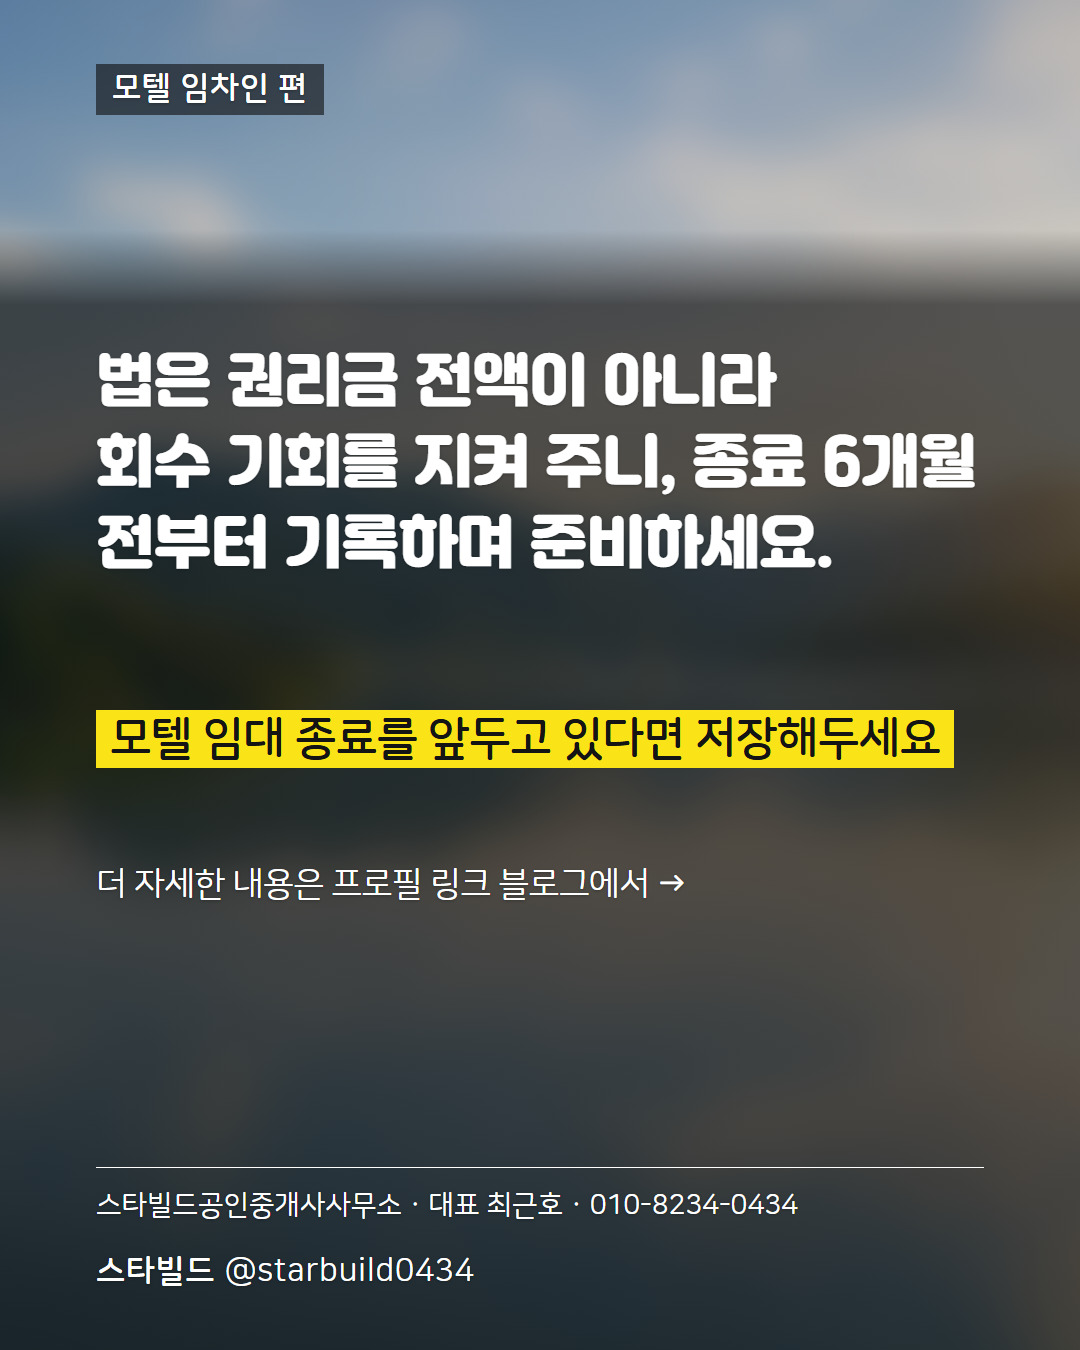 모텔 임차인 편
법은 권리금 전액이 아니라
회수 기회를 지켜 주니, 종료 6개월
전부터 기록하며 준비하세요.
모텔 임대 종료를 앞두고 있다면 저장해두세요
더 자세한 내용은 프로필 링크 블로그에서 →
스타빌드공인중개사사무소 · 대표 최근호 · 010-8234-0434
스타빌드 @starbuild0434